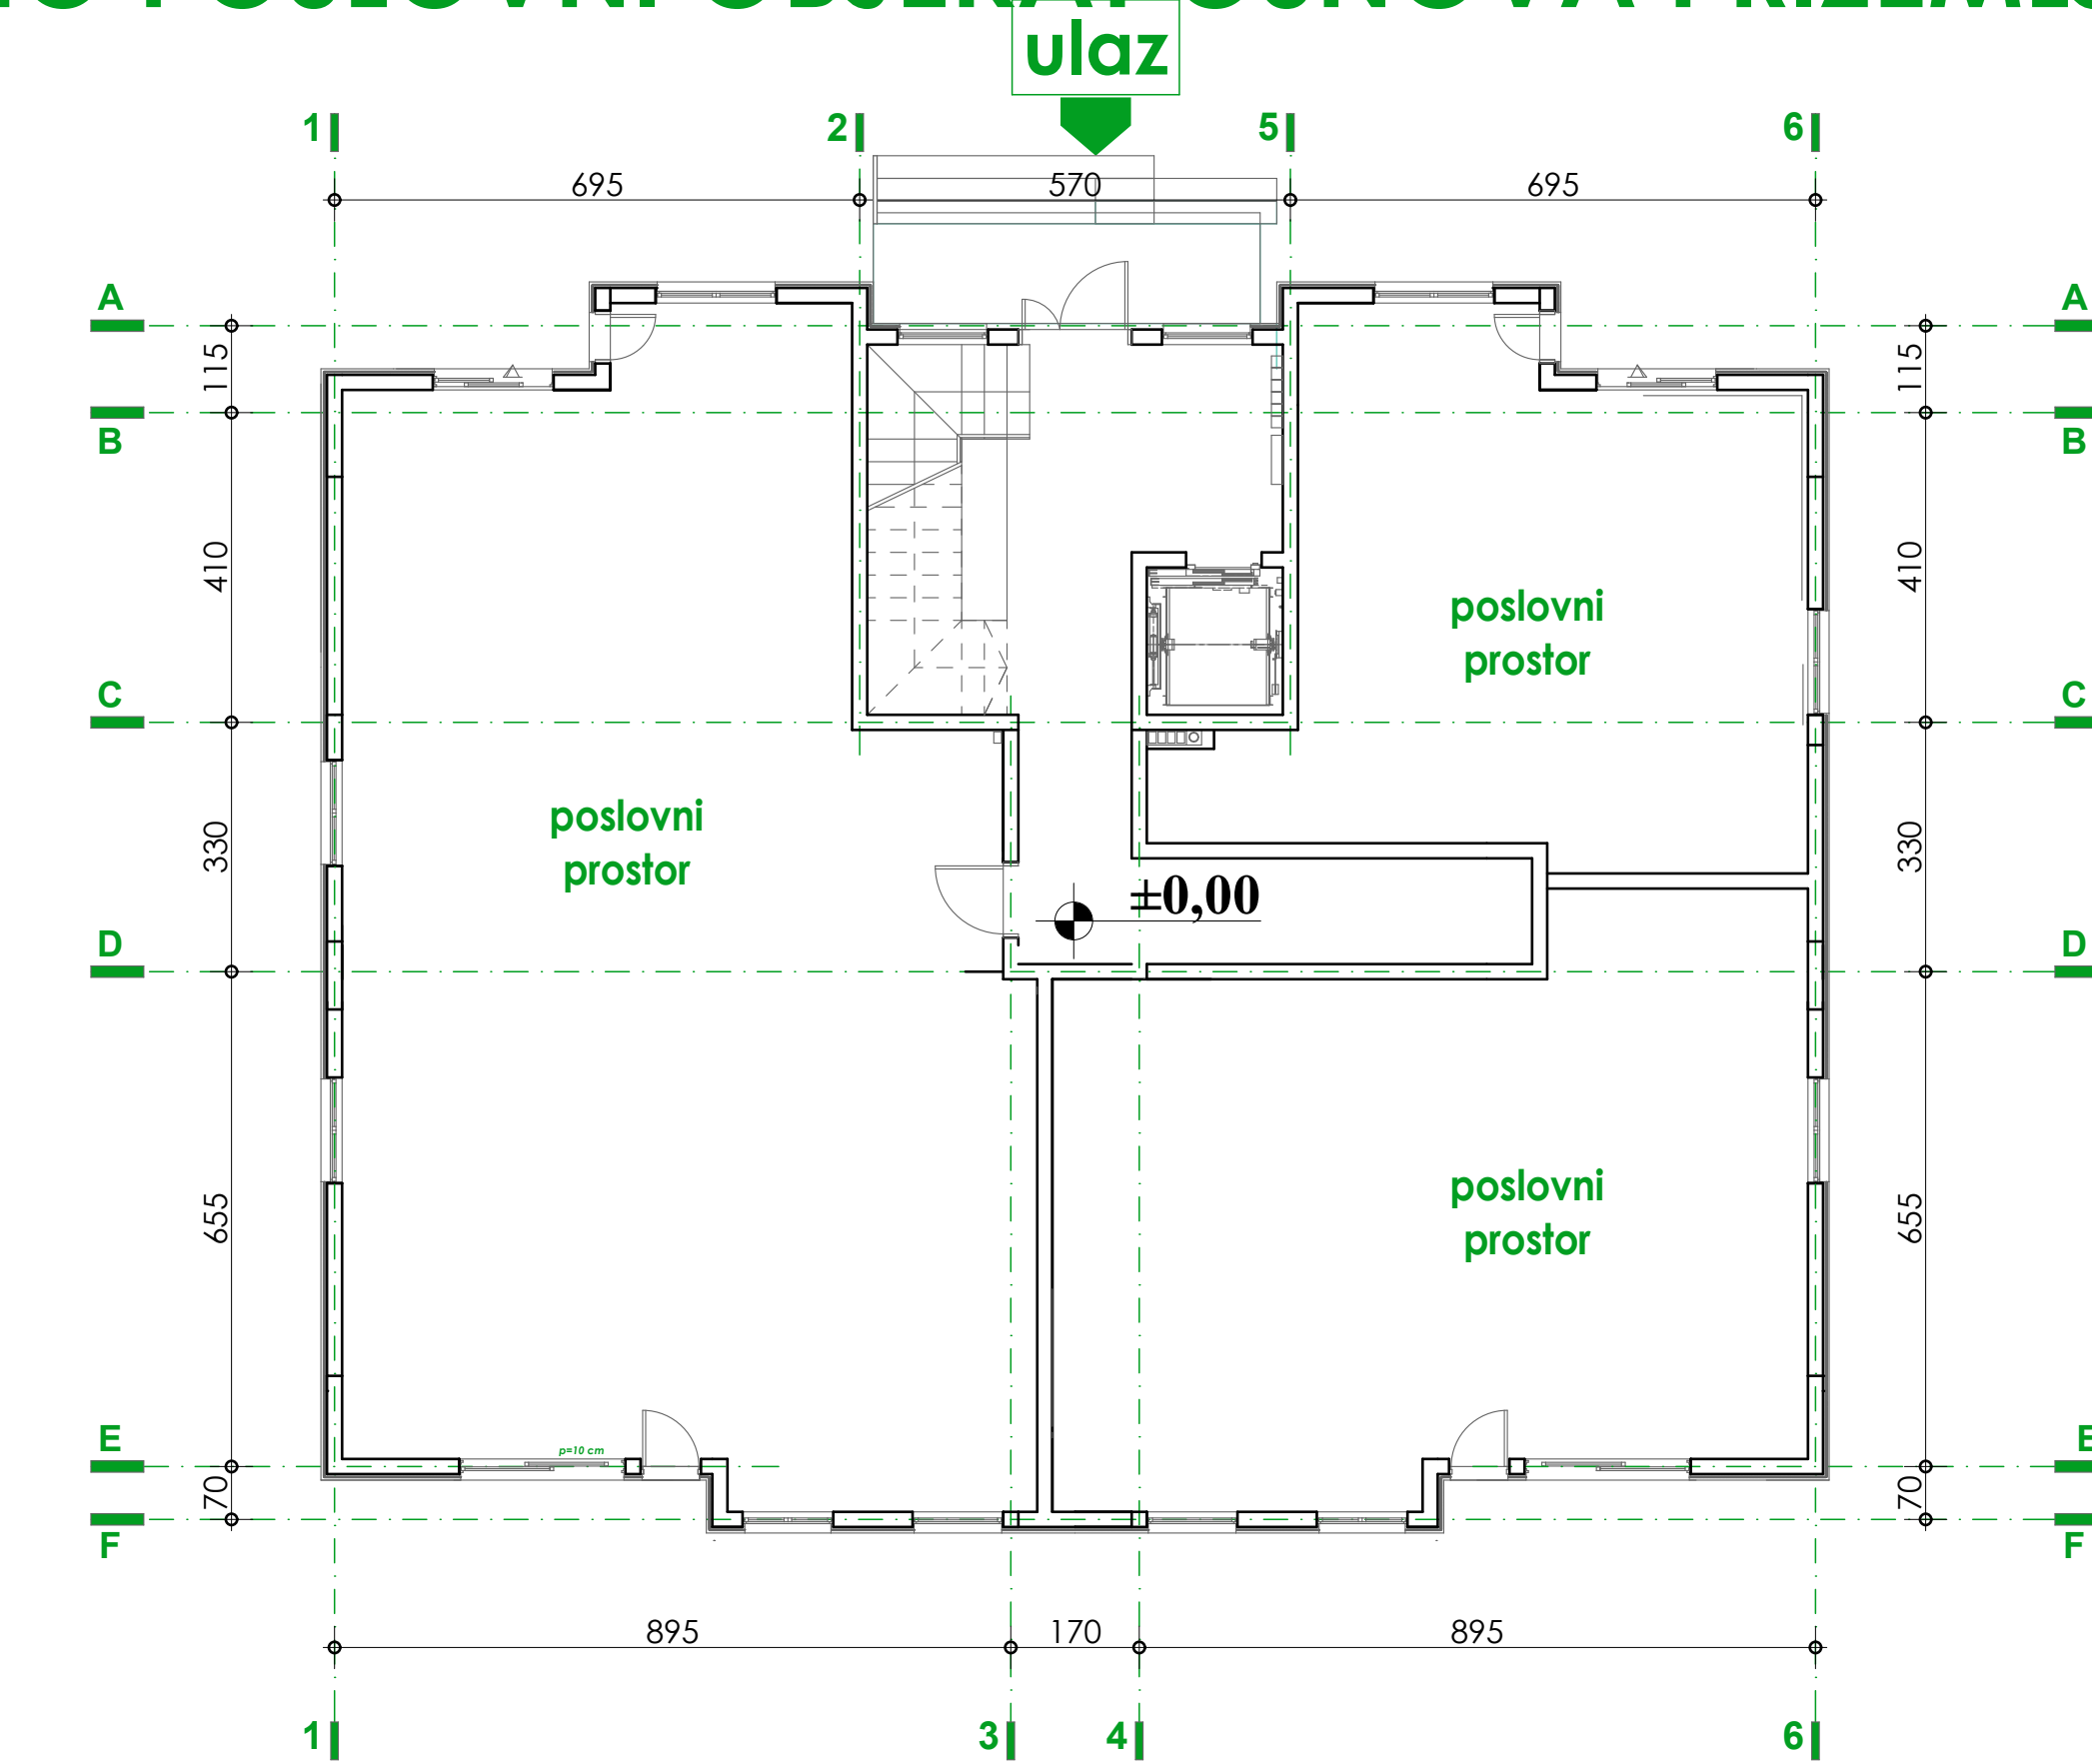 ulaz
1 2 5 6
695 570 695
A A
115 115
B B
410 410
poslovni
prostor
C C
poslovni
prostor
330 330
±0,00
D D
poslovni
prostor
655 655
E E
p=10 cm
70 70
F F
895 170 895
1 3 4 6